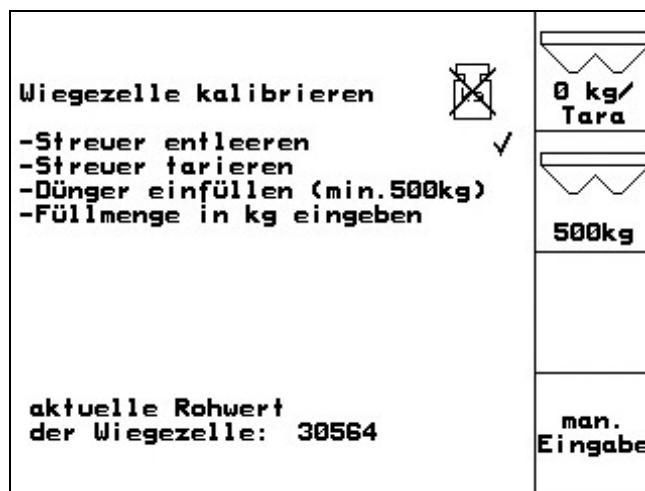 Wiegezelle kalibrieren
-Streuer entleeren
-Streuer tarieren
-Dünger einfüllen (min.500kg)
-Füllmenge in kg eingeben
aktuelle Rohwert
der Wiegezelle: 30564
0 kg/
Tara
500kg
man.
Eingabe